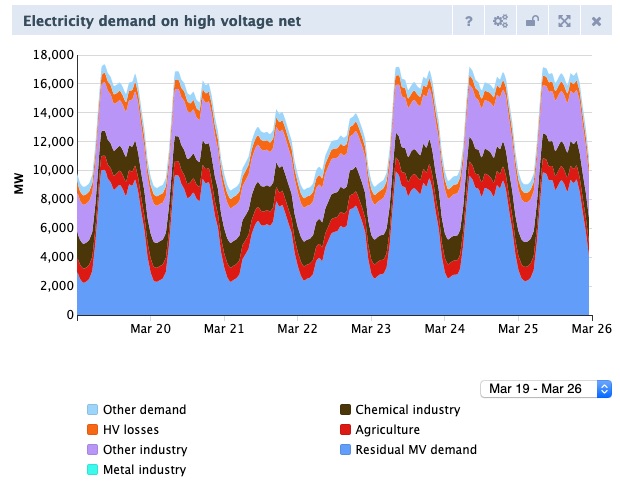 Electricity demand on high voltage net
?
18,000
16,000
14,000
12,000
10,000
8,000
6,000
4,000
2,000
0
MW
Mar 20 Mar 21 Mar 22 Mar 23 Mar 24 Mar 25 Mar 26
Mar 19 - Mar 26
Other demand Chemical industry
HV losses Agriculture
Other industry Residual MV demand
Metal industry